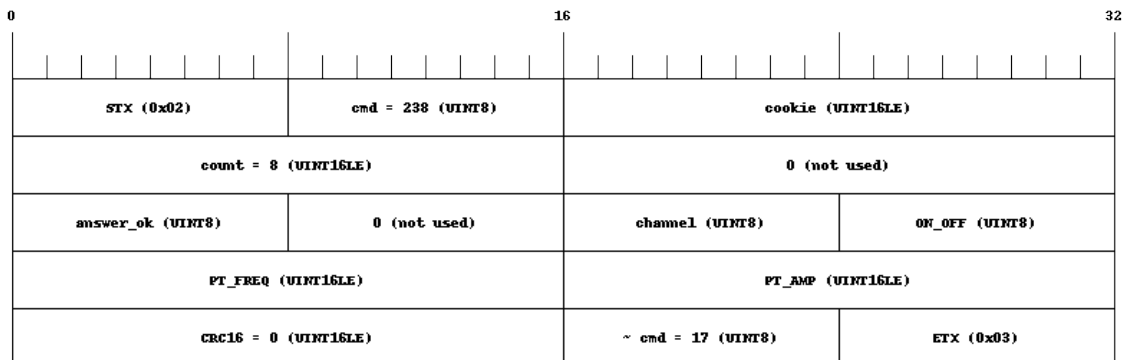 0 16 32
STX (0x02) cmd = 238 (UINT8) cookie (UINT16LE)
count = 8 (UINT16LE) 0 (not used)
answer_ok (UINT8) 0 (not used) channel (UINT8) ON_OFF (UINT8)
PT_FREQ (UINT16LE) PT_AMP (UINT16LE)
CRC16 = 0 (UINT16LE) ~ cmd = 17 (UINT8) ETX (0x03)